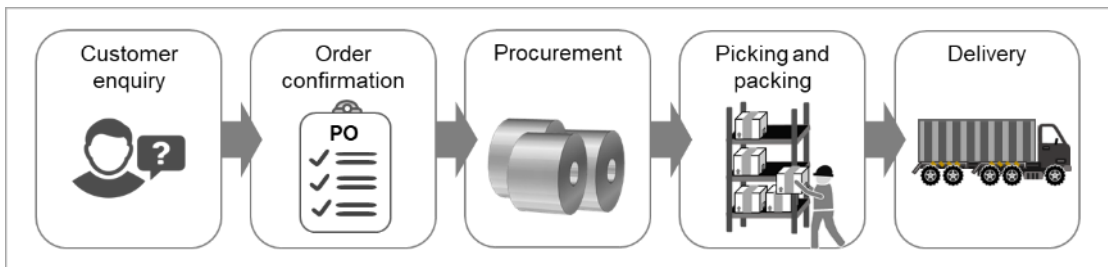 Customer
enquiry
?
Order
confirmation
PO
Procurement
Picking and
packing
Delivery